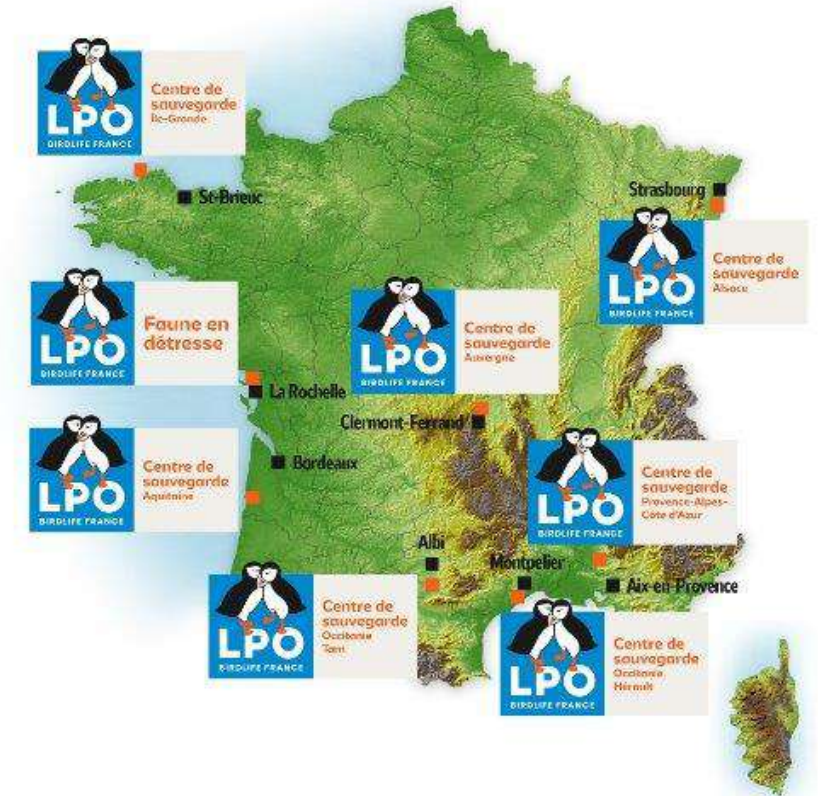 LPO
BIRDLIFE FRANCE
Centre de
sauvegarde
Île-Grande
St-Brieuc
Strasbourg
LPO
BIRDLIFE FRANCE
Centre de
sauvegarde
Alsace
LPO
BIRDLIFE FRANCE
Faune en
détresse
LPO
BIRDLIFE FRANCE
Centre de
sauvegarde
Auvergne
La Rochelle
Clermont-Ferrand
LPO
BIRDLIFE FRANCE
Centre de
sauvegarde
Aquitaine
Bordeaux
LPO
BIRDLIFE FRANCE
Centre de
sauvegarde
Provence-Alpes-
Côte d'Azur
Albi
Montpelier
Aix-en-Provence
LPO
BIRDLIFE FRANCE
Centre de
sauvegarde
Occitanie
Tarn
LPO
BIRDLIFE FRANCE
Centre de
sauvegarde
Occitanie
Hérault